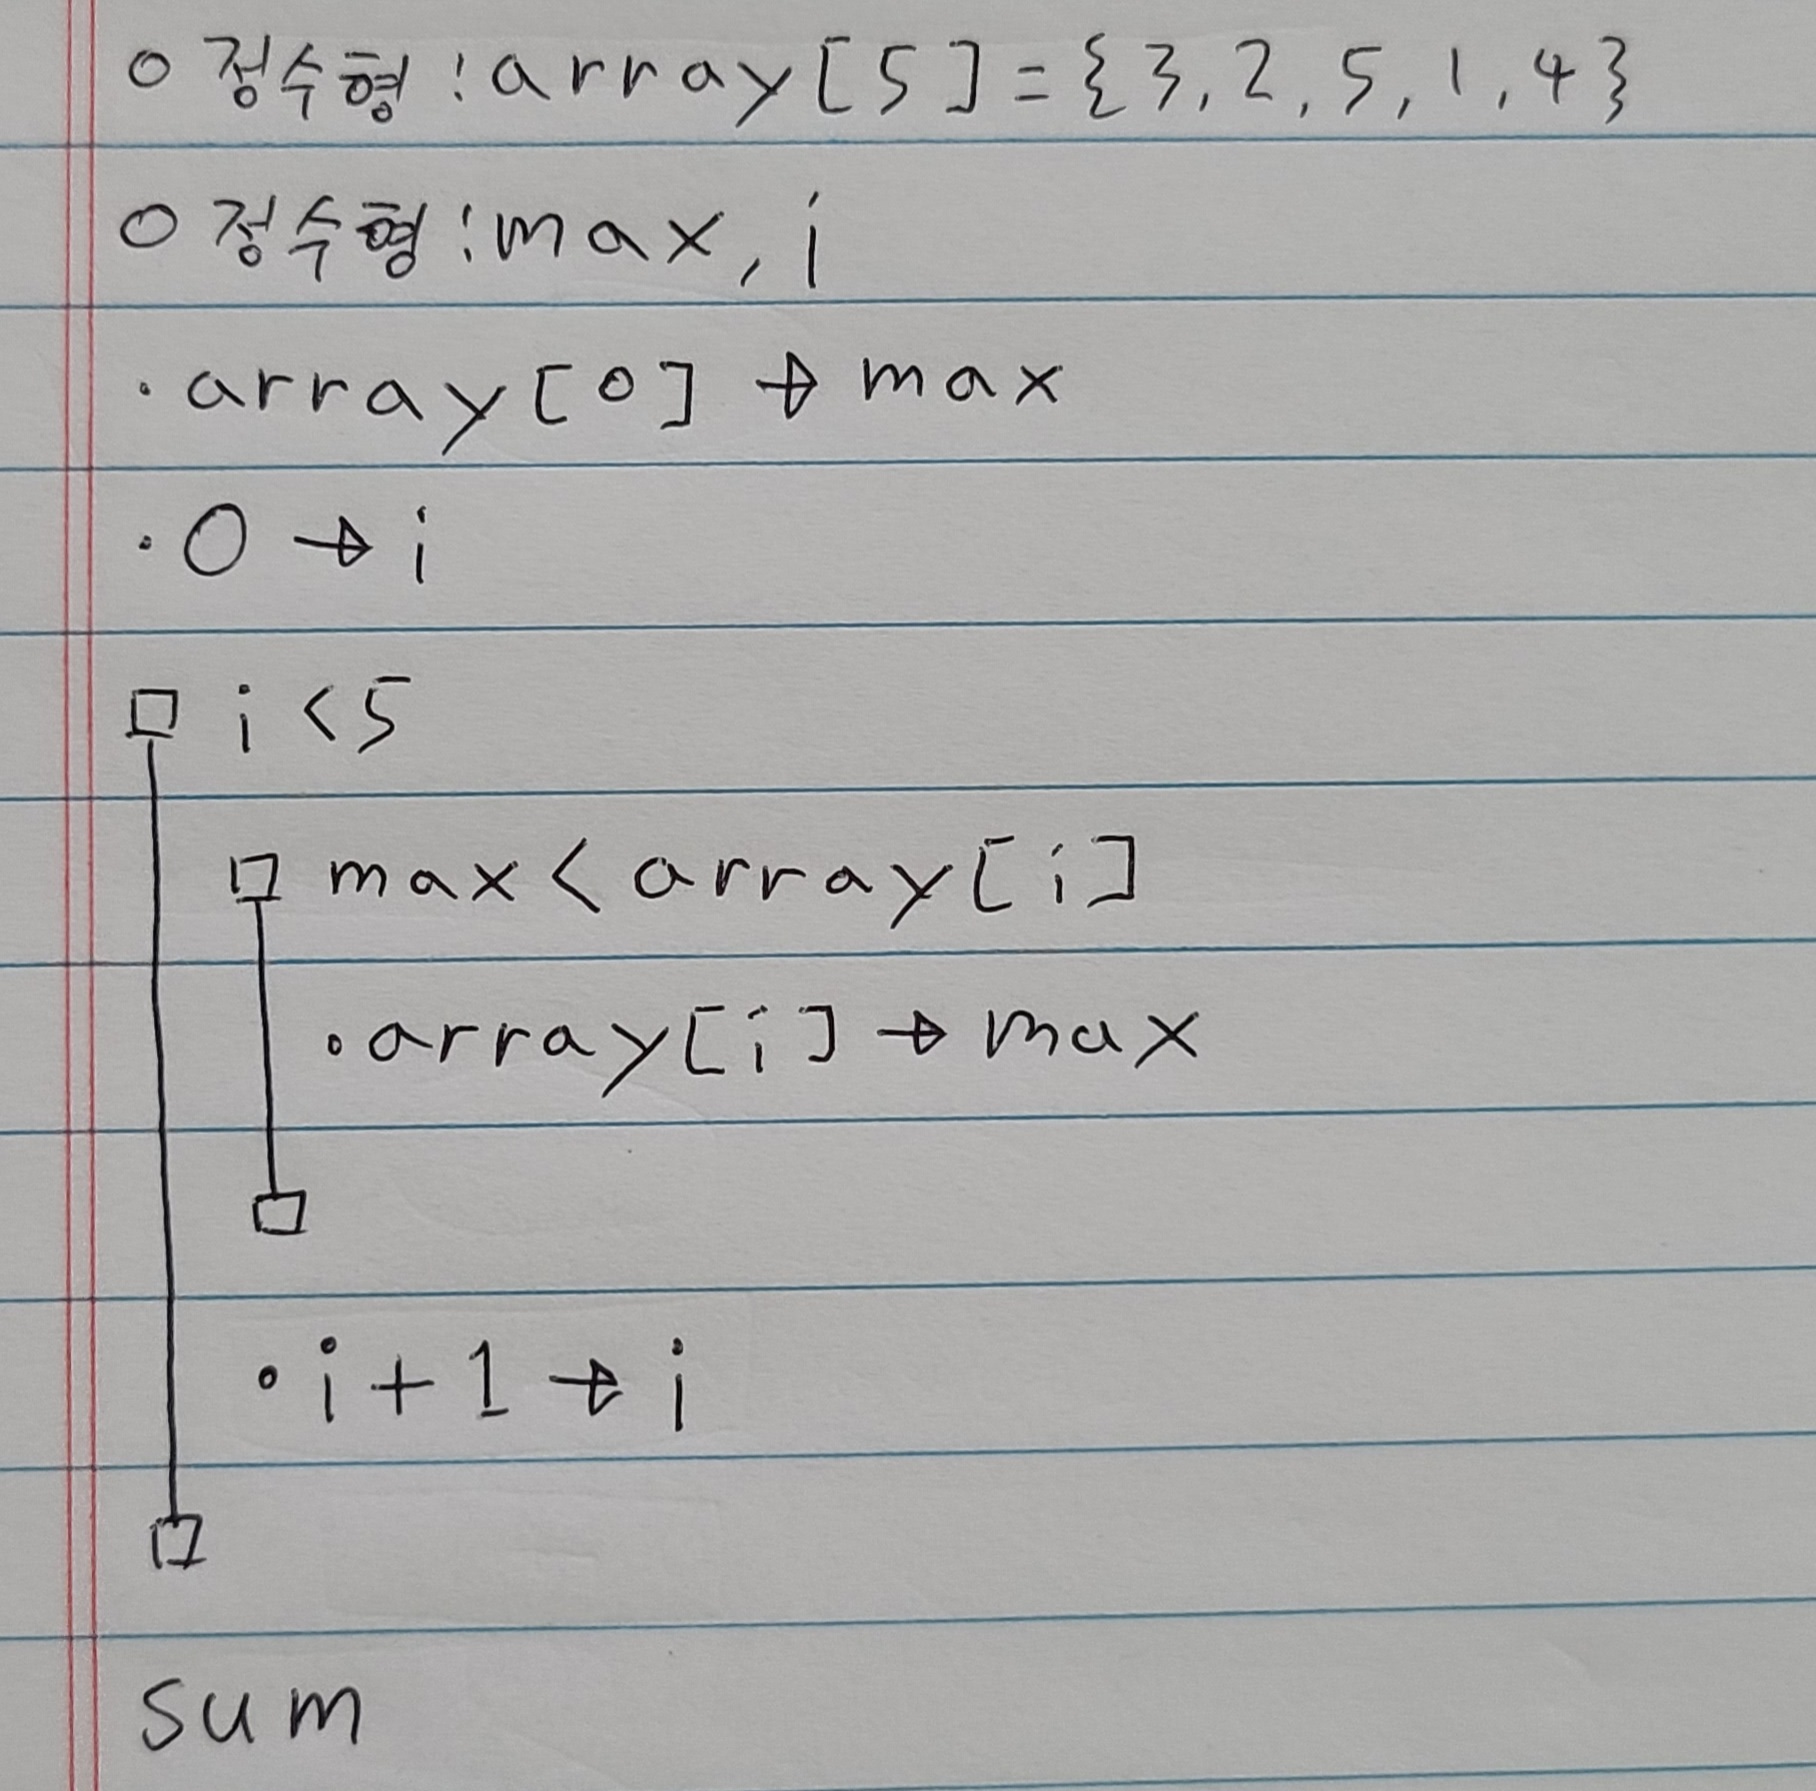 ○ 정수형: array[5]={3,2,5,1,4}
○ 정수형: max, i
· array[0] → max
· 0 → i
□ i<5
□ max < array[i]
· array[i] → max
· i+1 → i
sum